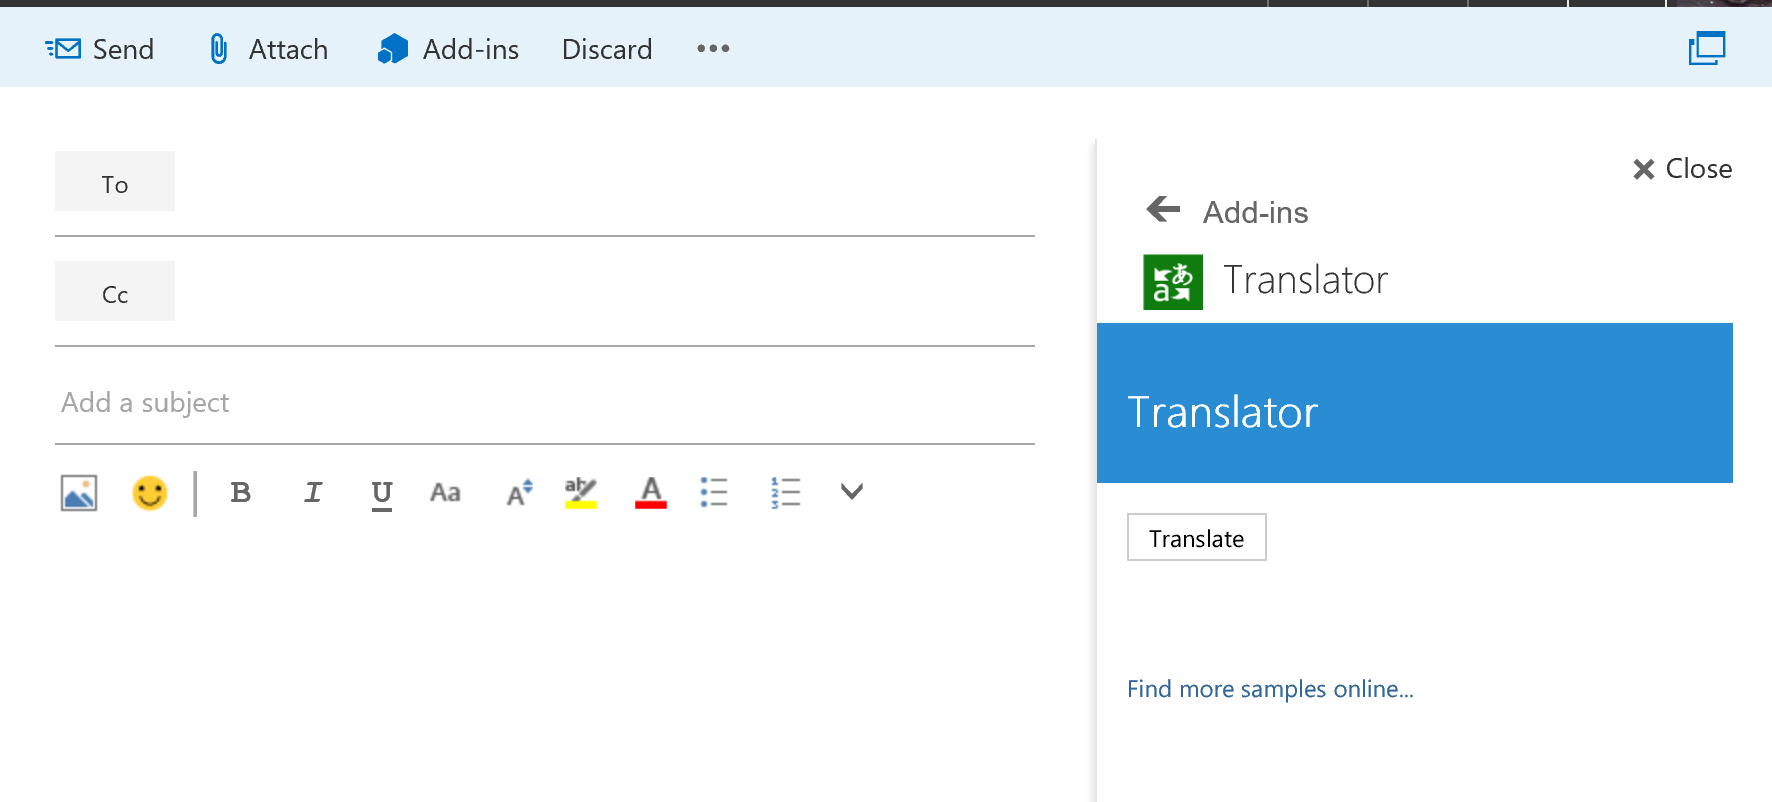 Send Attach Add-ins Discard
To
Cc
Add a subject
B I U Aa A ab A
Close
Add-ins
Translator
Translator
Translate
Find more samples online...